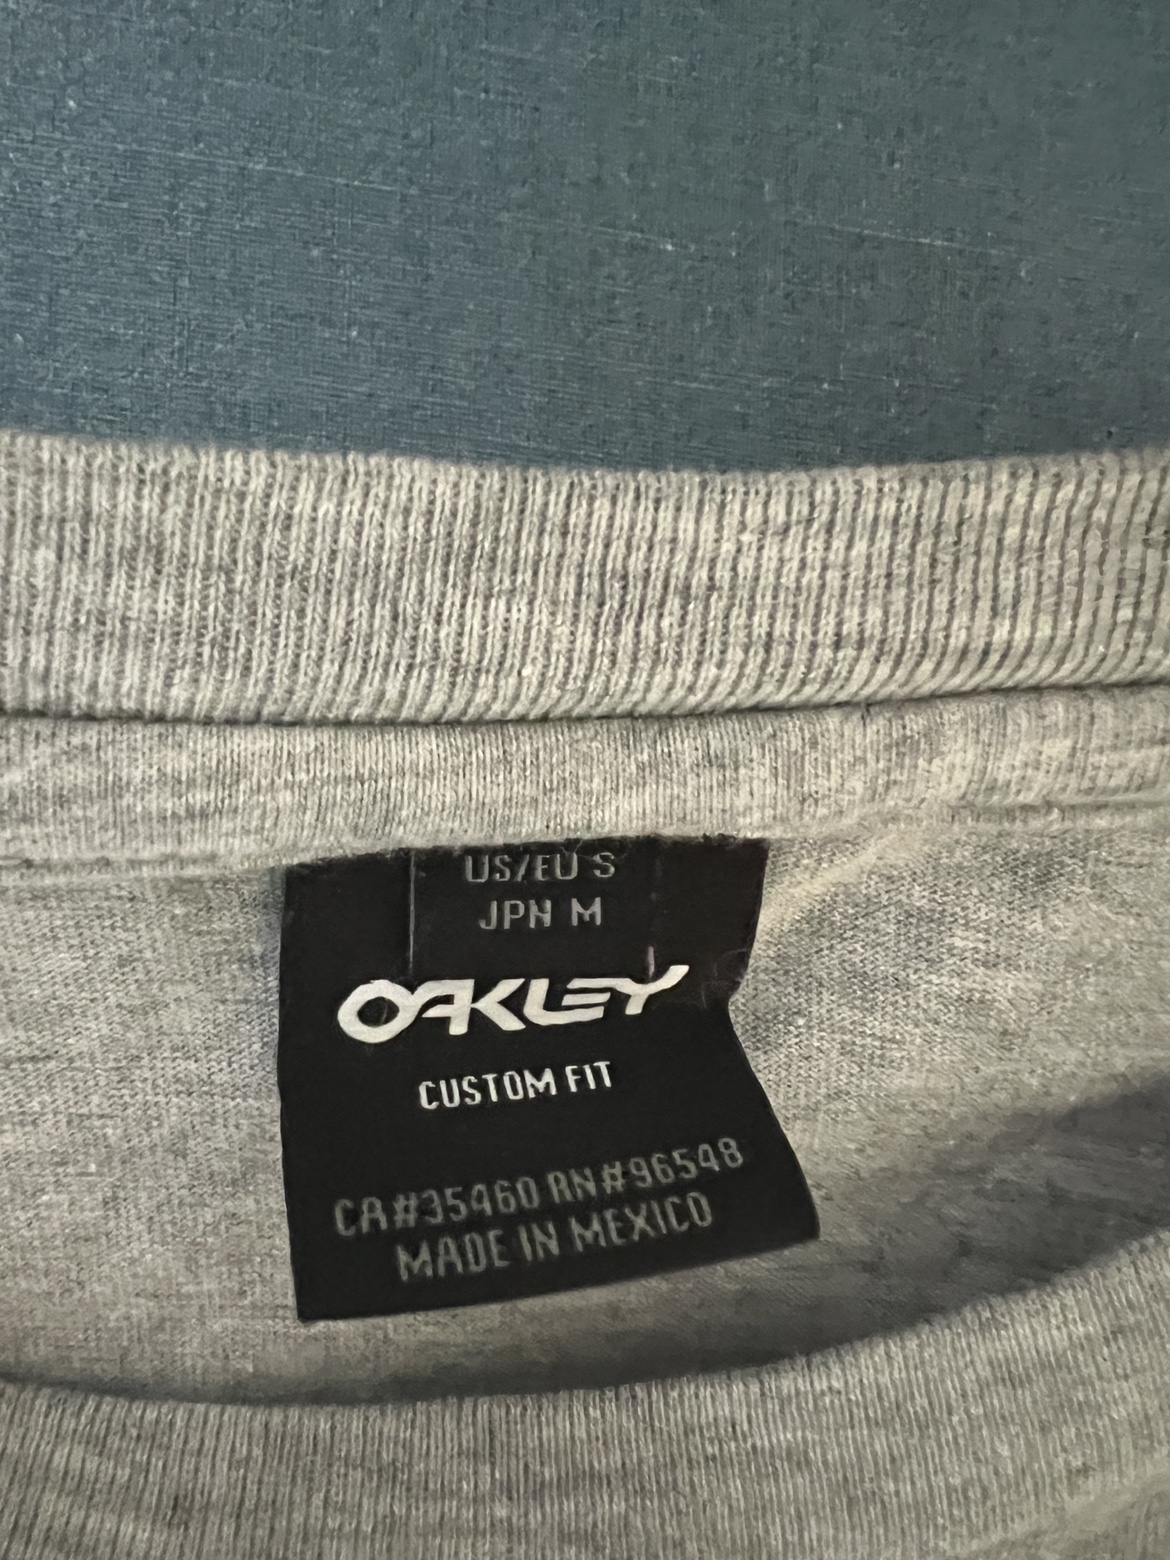 US/EU S
JPN M
OAKLEY
CUSTOM FIT
CA#35460 RN#96548
MADE IN MEXICO